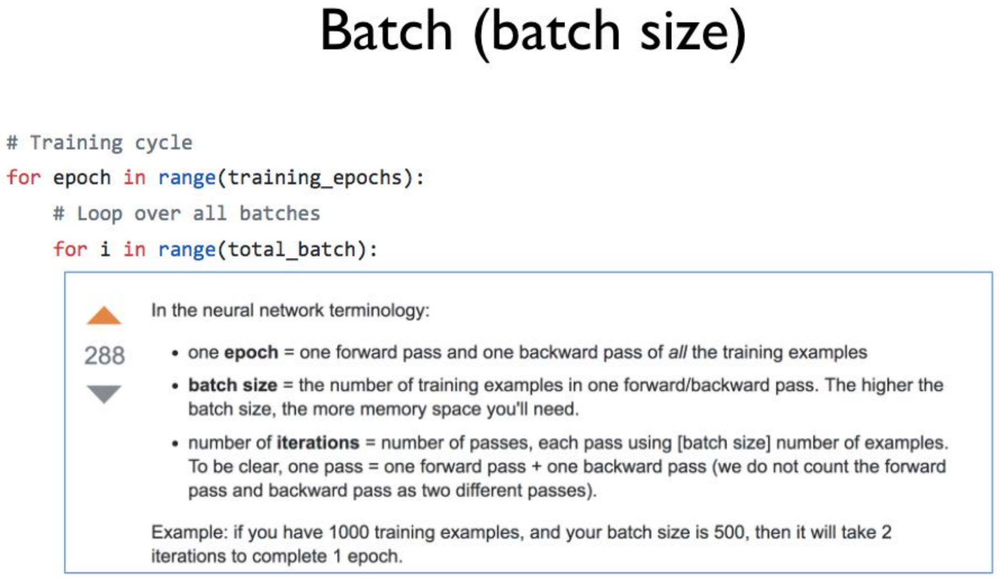 Batch (batch size)
# Training cycle
for epoch in range(training_epochs):
# Loop over all batches
for i in range(total_batch):
In the neural network terminology:
288
• one epoch = one forward pass and one backward pass of all the training examples
• batch size = the number of training examples in one forward/backward pass. The higher the
batch size, the more memory space you'll need.
• number of iterations = number of passes, each pass using [batch size] number of examples.
To be clear, one pass = one forward pass + one backward pass (we do not count the forward
pass and backward pass as two different passes).
Example: if you have 1000 training examples, and your batch size is 500, then it will take 2
iterations to complete 1 epoch.